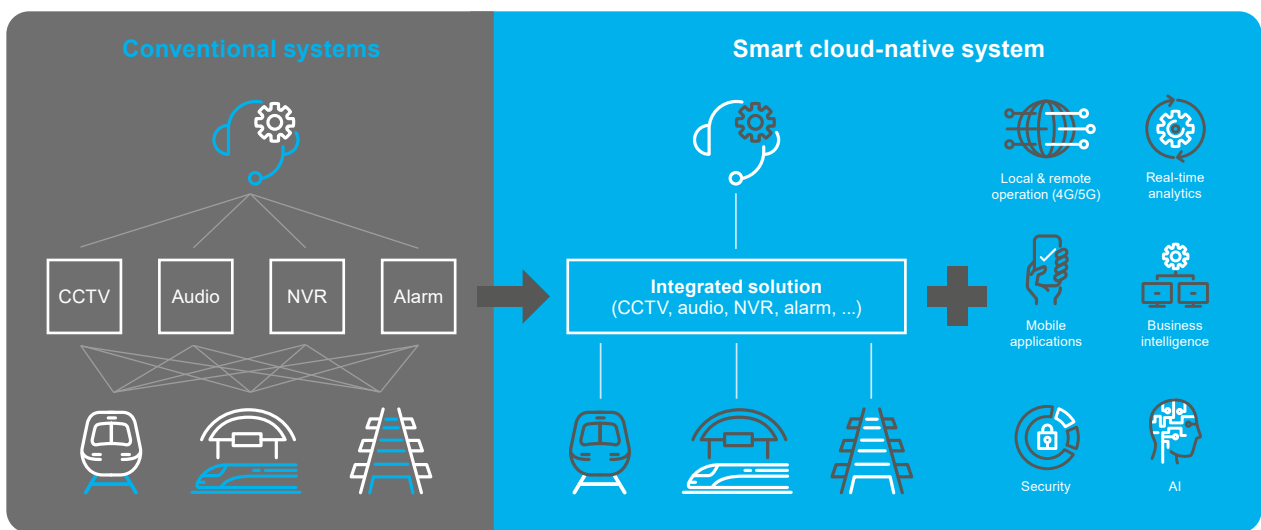 Conventional systems
CCTV
Audio
NVR
Alarm
Smart cloud-native system
Integrated solution
(CCTV, audio, NVR, alarm, ...)
Local & remote
operation (4G/5G)
Real-time
analytics
Mobile
applications
Business
intelligence
Security
AI